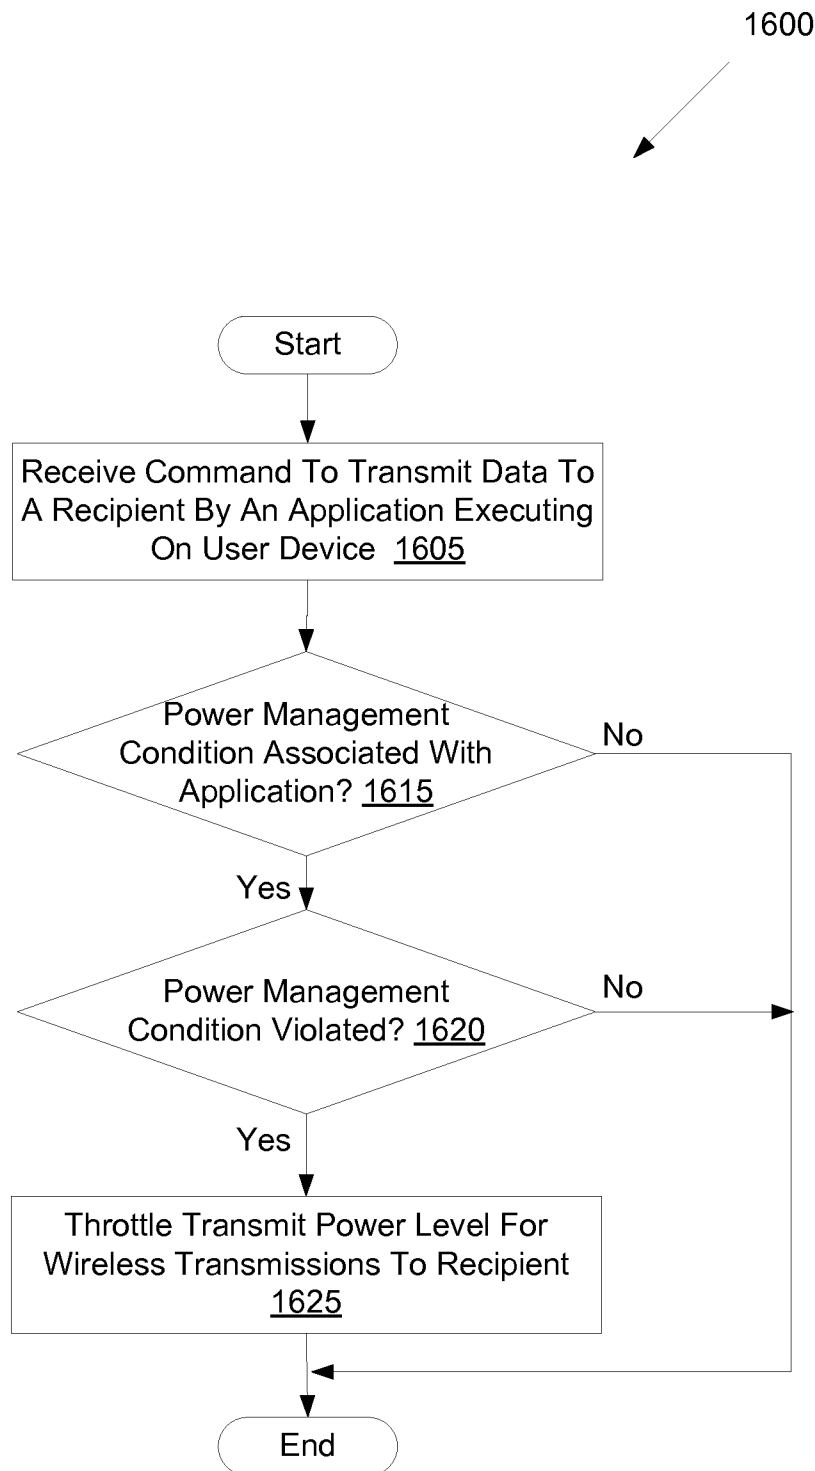 1600
Start
Receive Command To Transmit Data To
A Recipient By An Application Executing
On User Device 1605
Power Management
Condition Associated With
Application? 1615
No
Yes
Power Management
Condition Violated? 1620
No
Yes
Throttle Transmit Power Level For
Wireless Transmissions To Recipient
1625
End